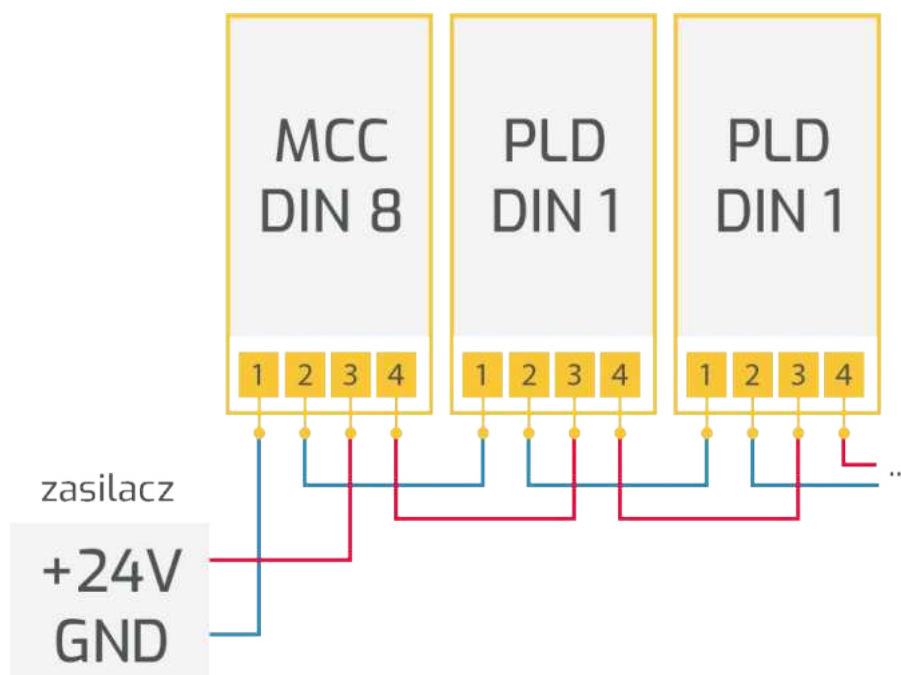 MCC
DIN 8
PLD
DIN 1
PLD
DIN 1
1 2 3 4
1 2 3 4
1 2 3 4
..
zasilacz
+24V
GND